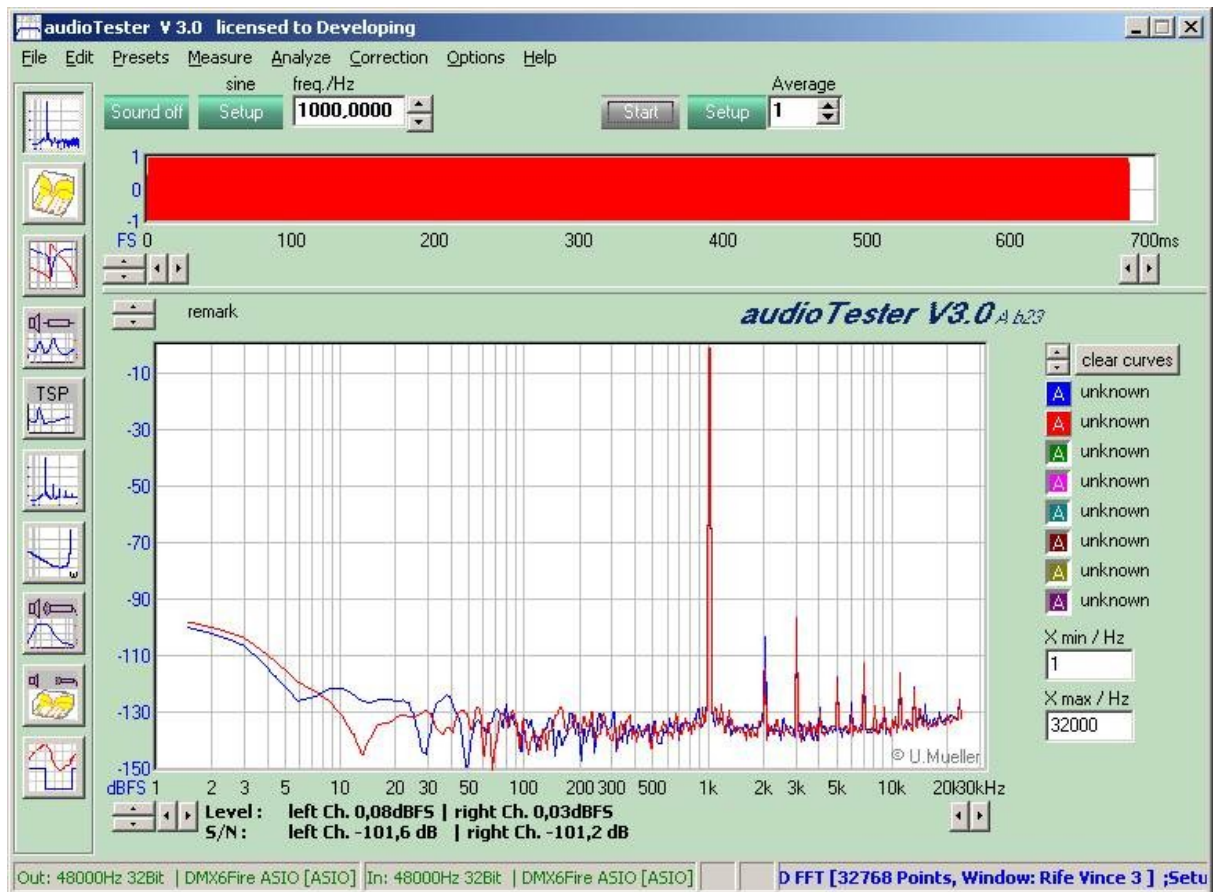 audioTester V 3.0 licensed to Developing
File Edit Presets Measure Analyze Correction Options Help
sine freq./Hz Average
Sound off Setup 1000,0000 Start Setup 1
1
0
-1
FS 0 100 200 300 400 500 600 700ms
remark audioTester V3.0 A b23
clear curves
-10
A unknown
TSP
A unknown
-30
A unknown
A unknown
-50
A unknown
-70
A unknown
A unknown
-90
A unknown
X min / Hz
-110
1
X max / Hz
-130
32000
© U.Mueller
-150
dBFS 1 2 3 5 10 20 30 50 100 200 300 500 1k 2k 3k 5k 10k 20k30kHz
Level : left Ch. 0,08dBFS | right Ch. 0,03dBFS
S/N : left Ch. -101,6 dB | right Ch. -101,2 dB
Out: 48000Hz 32Bit | DMX6Fire ASIO [ASIO] In: 48000Hz 32Bit | DMX6Fire ASIO [ASIO] D FFT [32768 Points, Window: Rife Vince 3 ] ;Setu